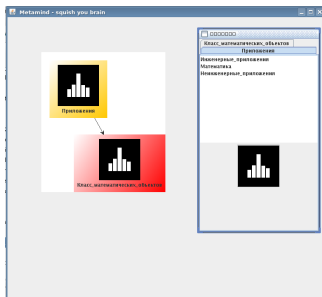 Metamind - squish you brain
Приложения
Класс_математических_объектов
Класс_математических_объектов
Приложения
Инженерные_приложения
Математика
Неинженерные_приложения